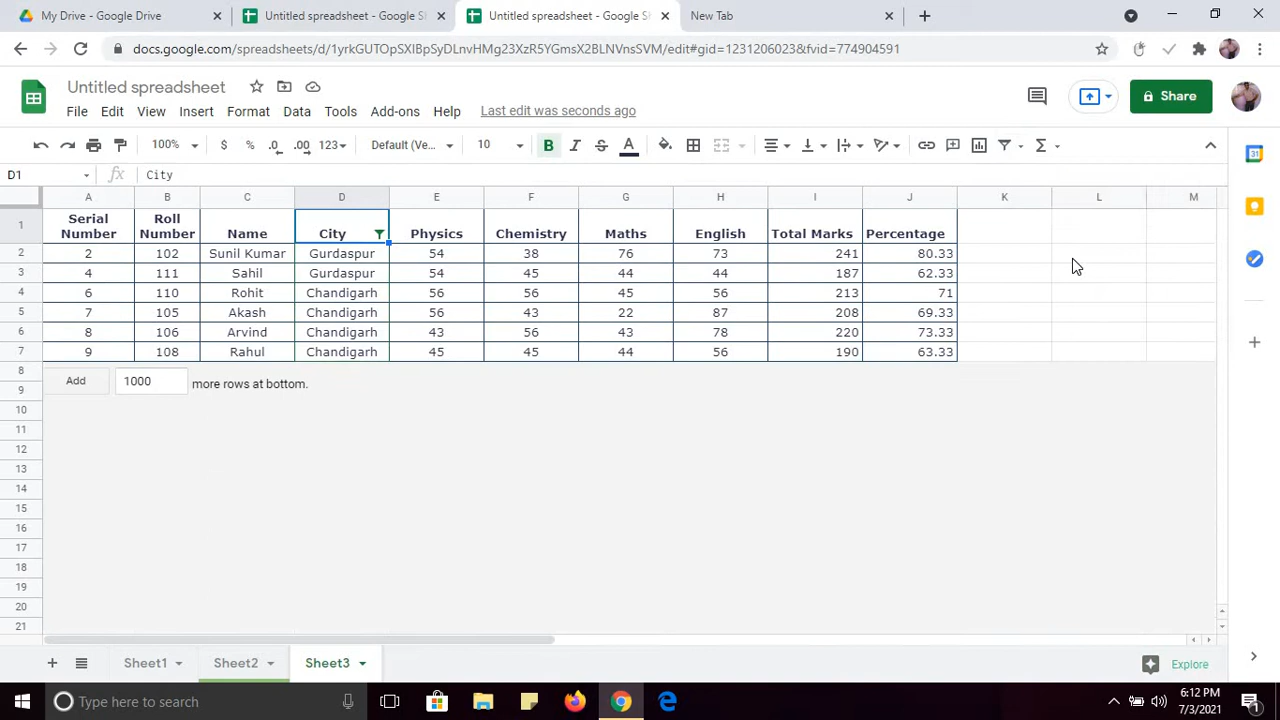 My Drive - Google Drive
Untitled spreadsheet - Google S
Untitled spreadsheet - Google S
New Tab
docs.google.com/spreadsheets/d/1yrkGUTOpSXIBpSyDLnvHMg23XzR5YGmsX2BLNVnsSVM/edit#gid=1231206023&fvid=774904591
Untitled spreadsheet
File Edit View Insert Format Data Tools Add-ons Help Last edit was seconds ago
Share
100% $ % .0 .00 123 Default (Ve... 10 B I S A Σ
D1 fx City
A B C D E F G H I J K L M
1 Serial Number Roll Number Name City Physics Chemistry Maths English Total Marks Percentage
2 2 102 Sunil Kumar Gurdaspur 54 38 76 73 241 80.33
3 4 111 Sahil Gurdaspur 54 45 44 44 187 62.33
4 6 110 Rohit Chandigarh 56 56 45 56 213 71
5 7 105 Akash Chandigarh 56 43 22 87 208 69.33
6 8 106 Arvind Chandigarh 43 56 43 78 220 73.33
7 9 108 Rahul Chandigarh 45 45 44 56 190 63.33
8
Add 1000 more rows at bottom.
9
10
11
12
13
14
15
16
17
18
19
20
21
Sheet1 Sheet2 Sheet3 Explore
31
Type here to search
6:12 PM
7/3/2021
1